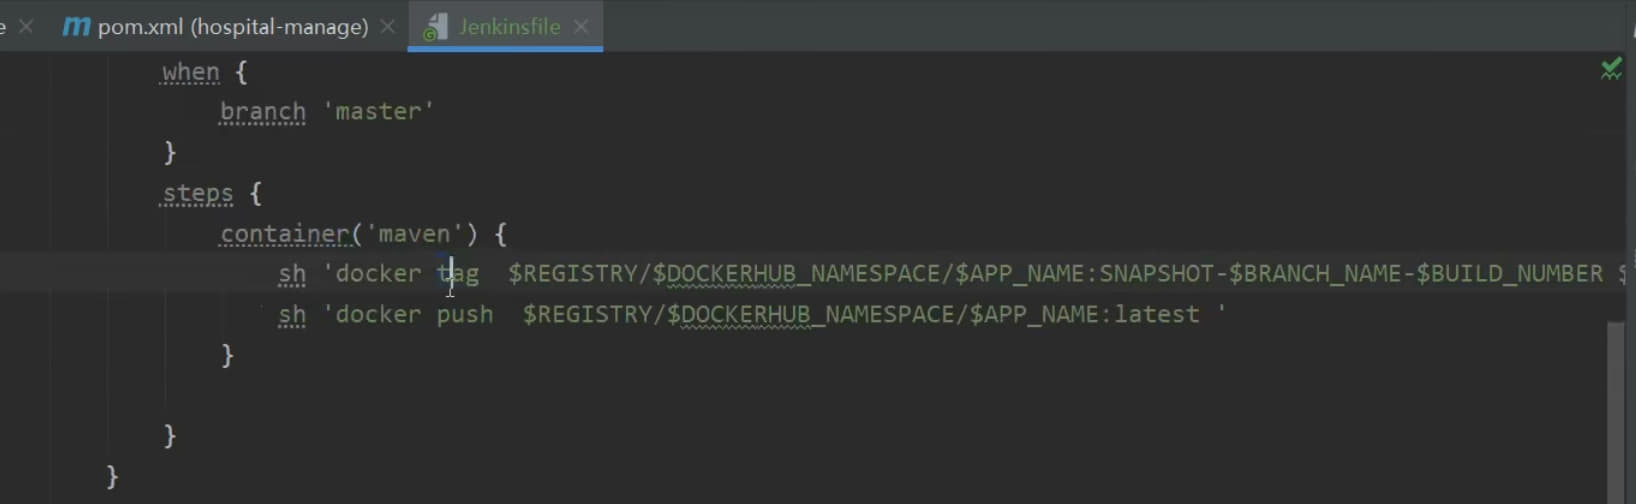 e pom.xml (hospital-manage) Jenkinsfile
when {
branch 'master'
}
steps {
container('maven') {
sh 'docker tag  $REGISTRY/$DOCKERHUB_NAMESPACE/$APP_NAME:SNAPSHOT-$BRANCH_NAME-$BUILD_NUMBER $
sh 'docker push  $REGISTRY/$DOCKERHUB_NAMESPACE/$APP_NAME:latest '
}
}
}